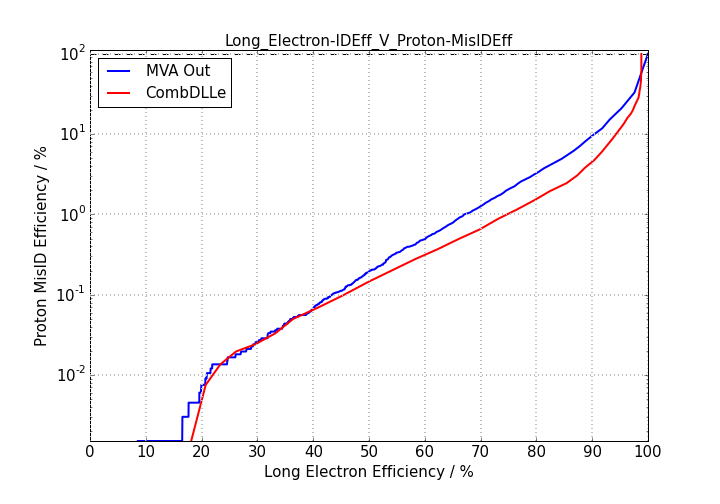 Long_Electron-IDEff_V_Proton-MisIDEff
MVA Out
CombDLLe
Proton MisID Efficiency / %
10²
10¹
10⁰
10⁻¹
10⁻²
0 10 20 30 40 50 60 70 80 90 100
Long Electron Efficiency / %